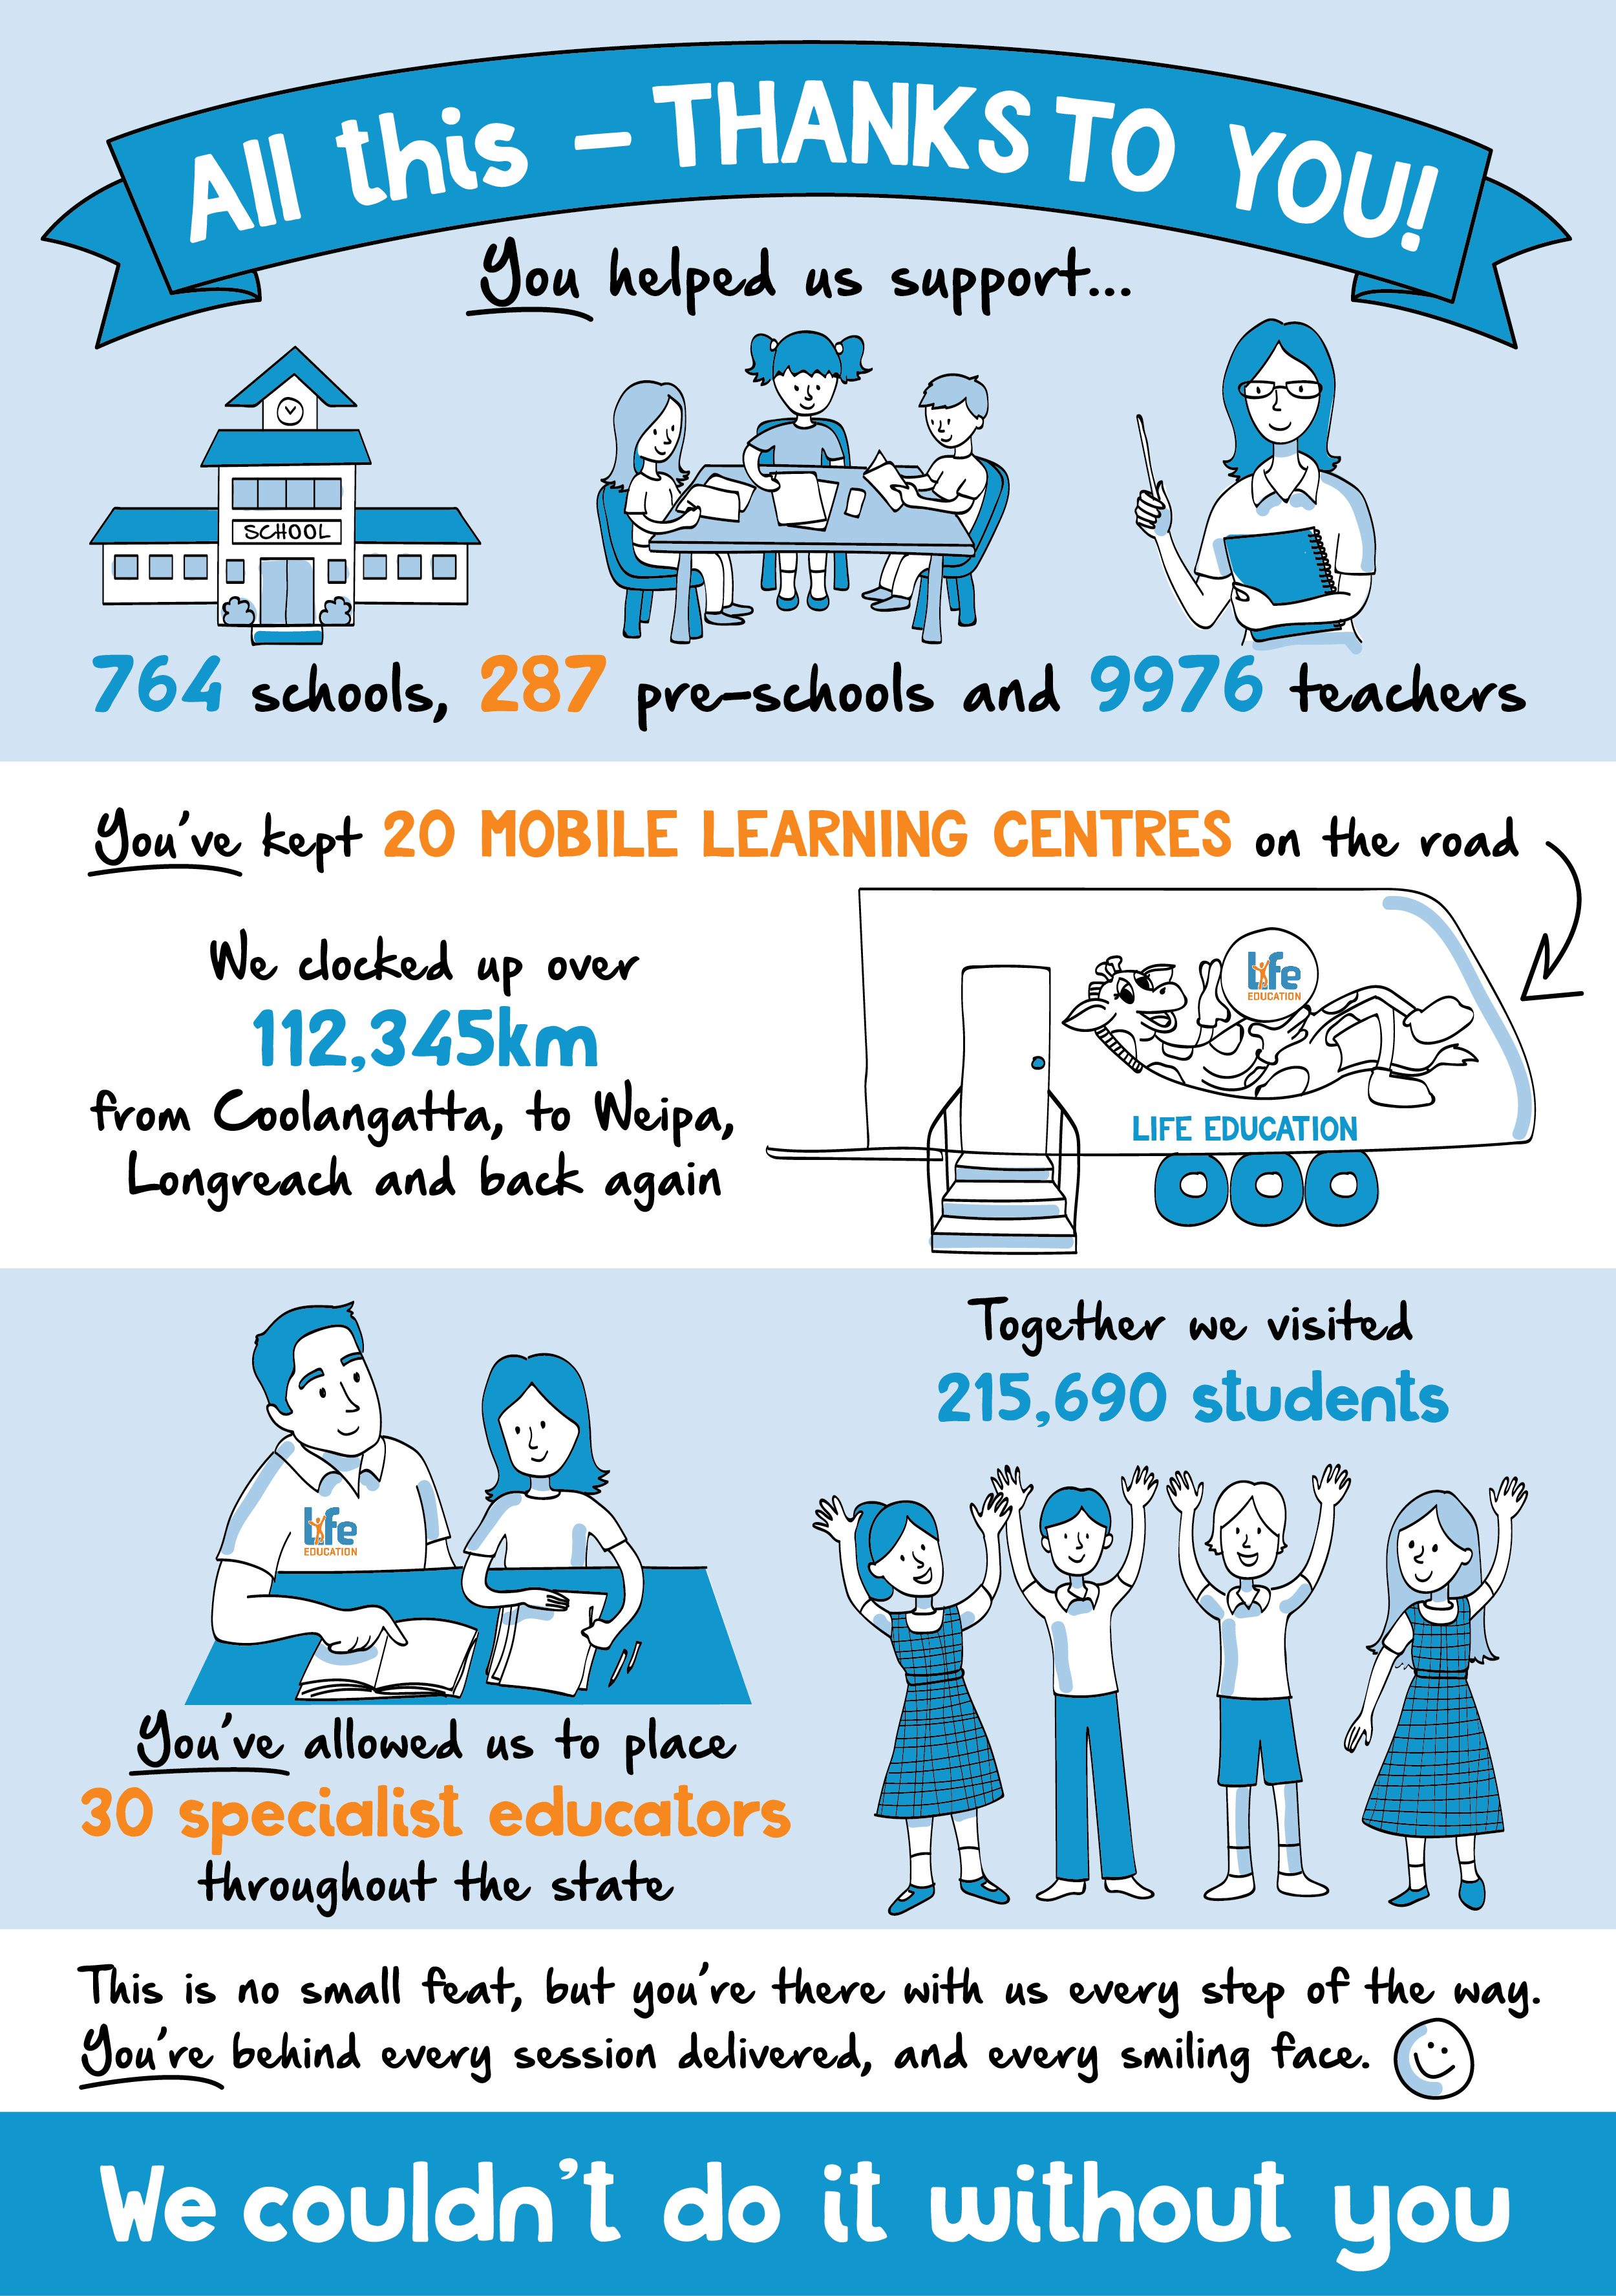 All this – THANKS TO YOU!
You helped us support...
SCHOOL
764 schools, 287 pre-schools and 9976 teachers
You've kept 20 MOBILE LEARNING CENTRES on the road
We clocked up over
112,345km
from Coolangatta, to Weipa,
Longreach and back again
Life
EDUCATION
LIFE EDUCATION
Life
EDUCATION
You've allowed us to place
30 specialist educators
throughout the state
Together we visited
215,690 students
This is no small feat, but you're there with us every step of the way.
You're behind every session delivered, and every smiling face.
We couldn't do it without you